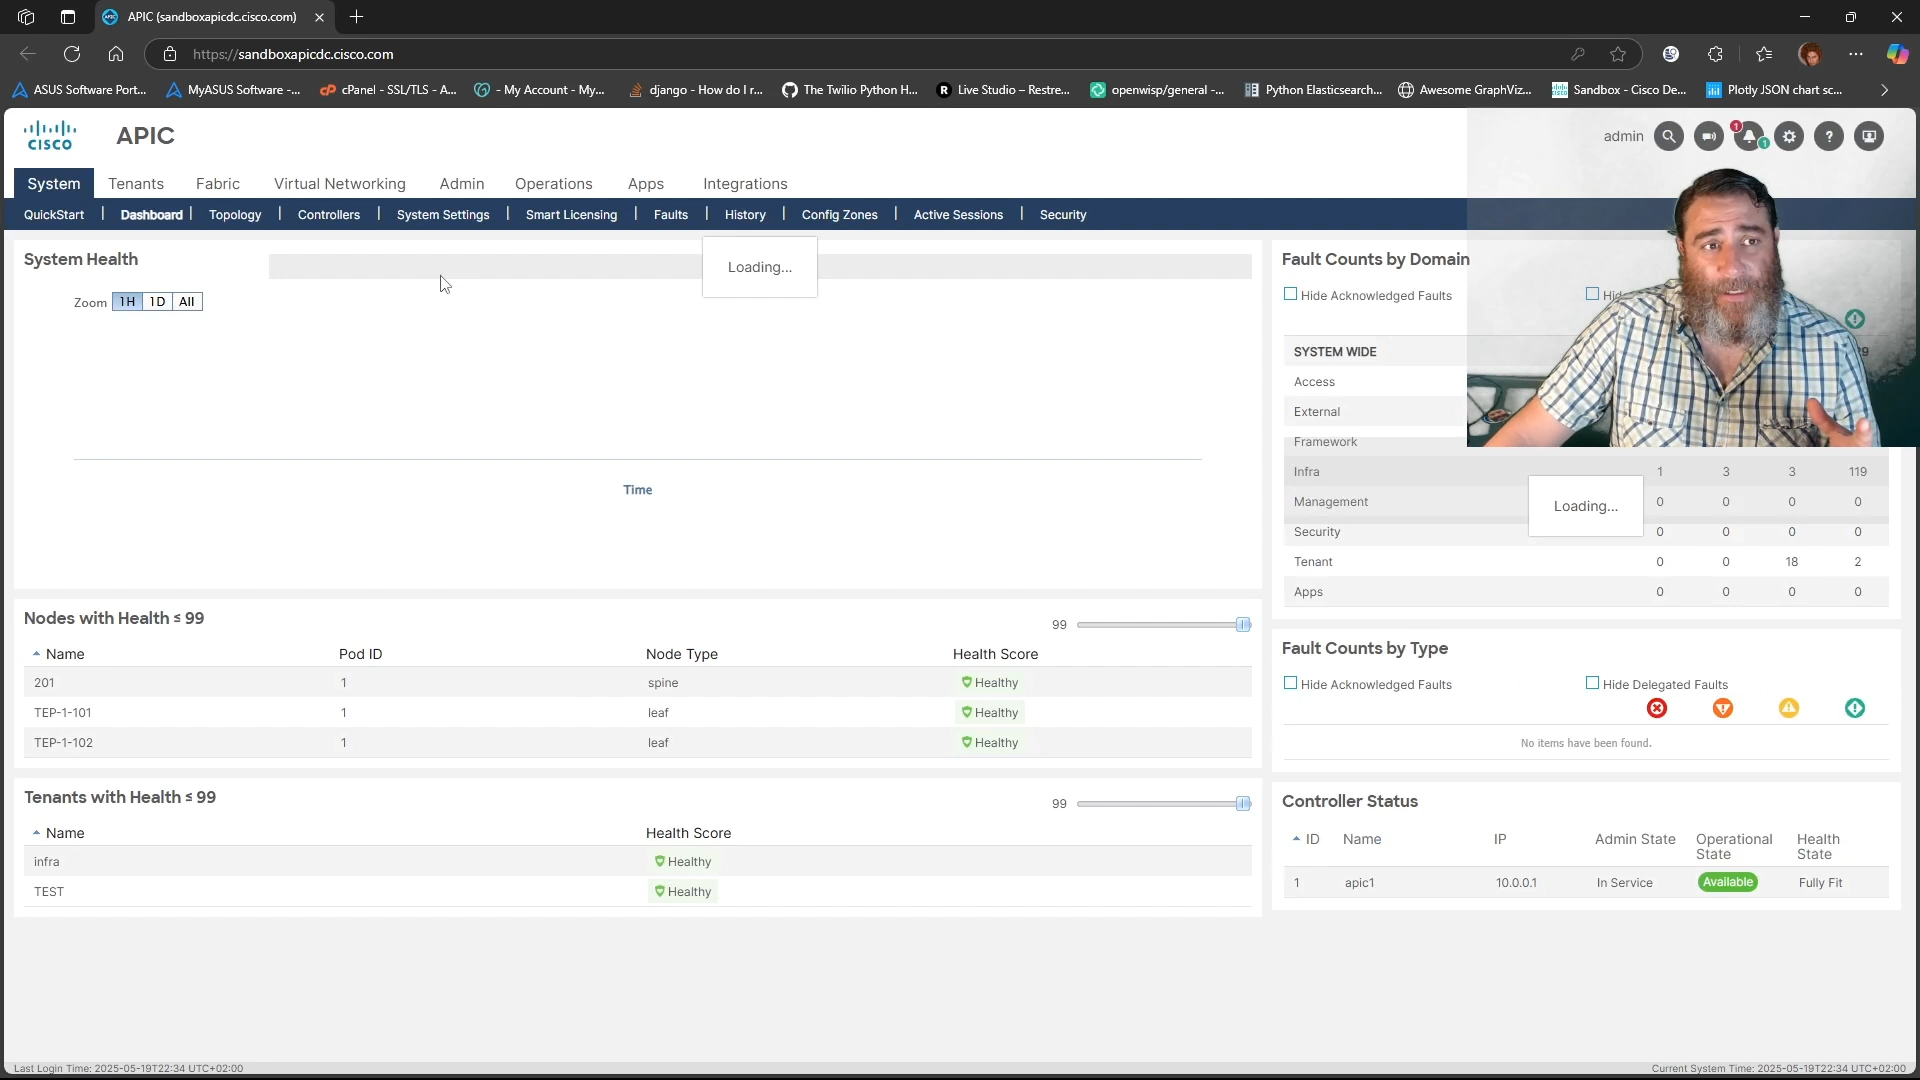 APIC (sandboxapicdc.cisco.com)
https://sandboxapicdc.cisco.com
ASUS Software Port...
MyASUS Software -...
cPanel - SSL/TLS - A...
- My Account - My...
django - How do I r...
The Twilio Python H...
Live Studio – Restre...
openwisp/general -...
Python Elasticsearch...
Awesome GraphViz...
Sandbox - Cisco De...
Plotly JSON chart sc...
CISCO
APIC
admin
1
1
System
Tenants
Fabric
Virtual Networking
Admin
Operations
Apps
Integrations
QuickStart | Dashboard | Topology | Controllers | System Settings | Smart Licensing | Faults | History | Config Zones | Active Sessions | Security
System Health
Loading...
Zoom 1H 1D All
Time
Nodes with Health ≤ 99
99
Name Pod ID Node Type Health Score
201 1 spine Healthy
TEP-1-101 1 leaf Healthy
TEP-1-102 1 leaf Healthy
Tenants with Health ≤ 99
99
Name Health Score
infra Healthy
TEST Healthy
Fault Counts by Domain
Hide Acknowledged Faults
SYSTEM WIDE
Access
External
Framework
Infra 1 3 3 119
Loading...
Management 0 0 0 0
Security 0 0 0 0
Tenant 0 0 18 2
Apps 0 0 0 0
Fault Counts by Type
Hide Acknowledged Faults Hide Delegated Faults
No items have been found.
Controller Status
ID Name IP Admin State Operational State Health State
1 apic1 10.0.0.1 In Service Available Fully Fit
Last Login Time: 2025-05-19T22:34 UTC+02:00
Current System Time: 2025-05-19T22:34 UTC+02:00